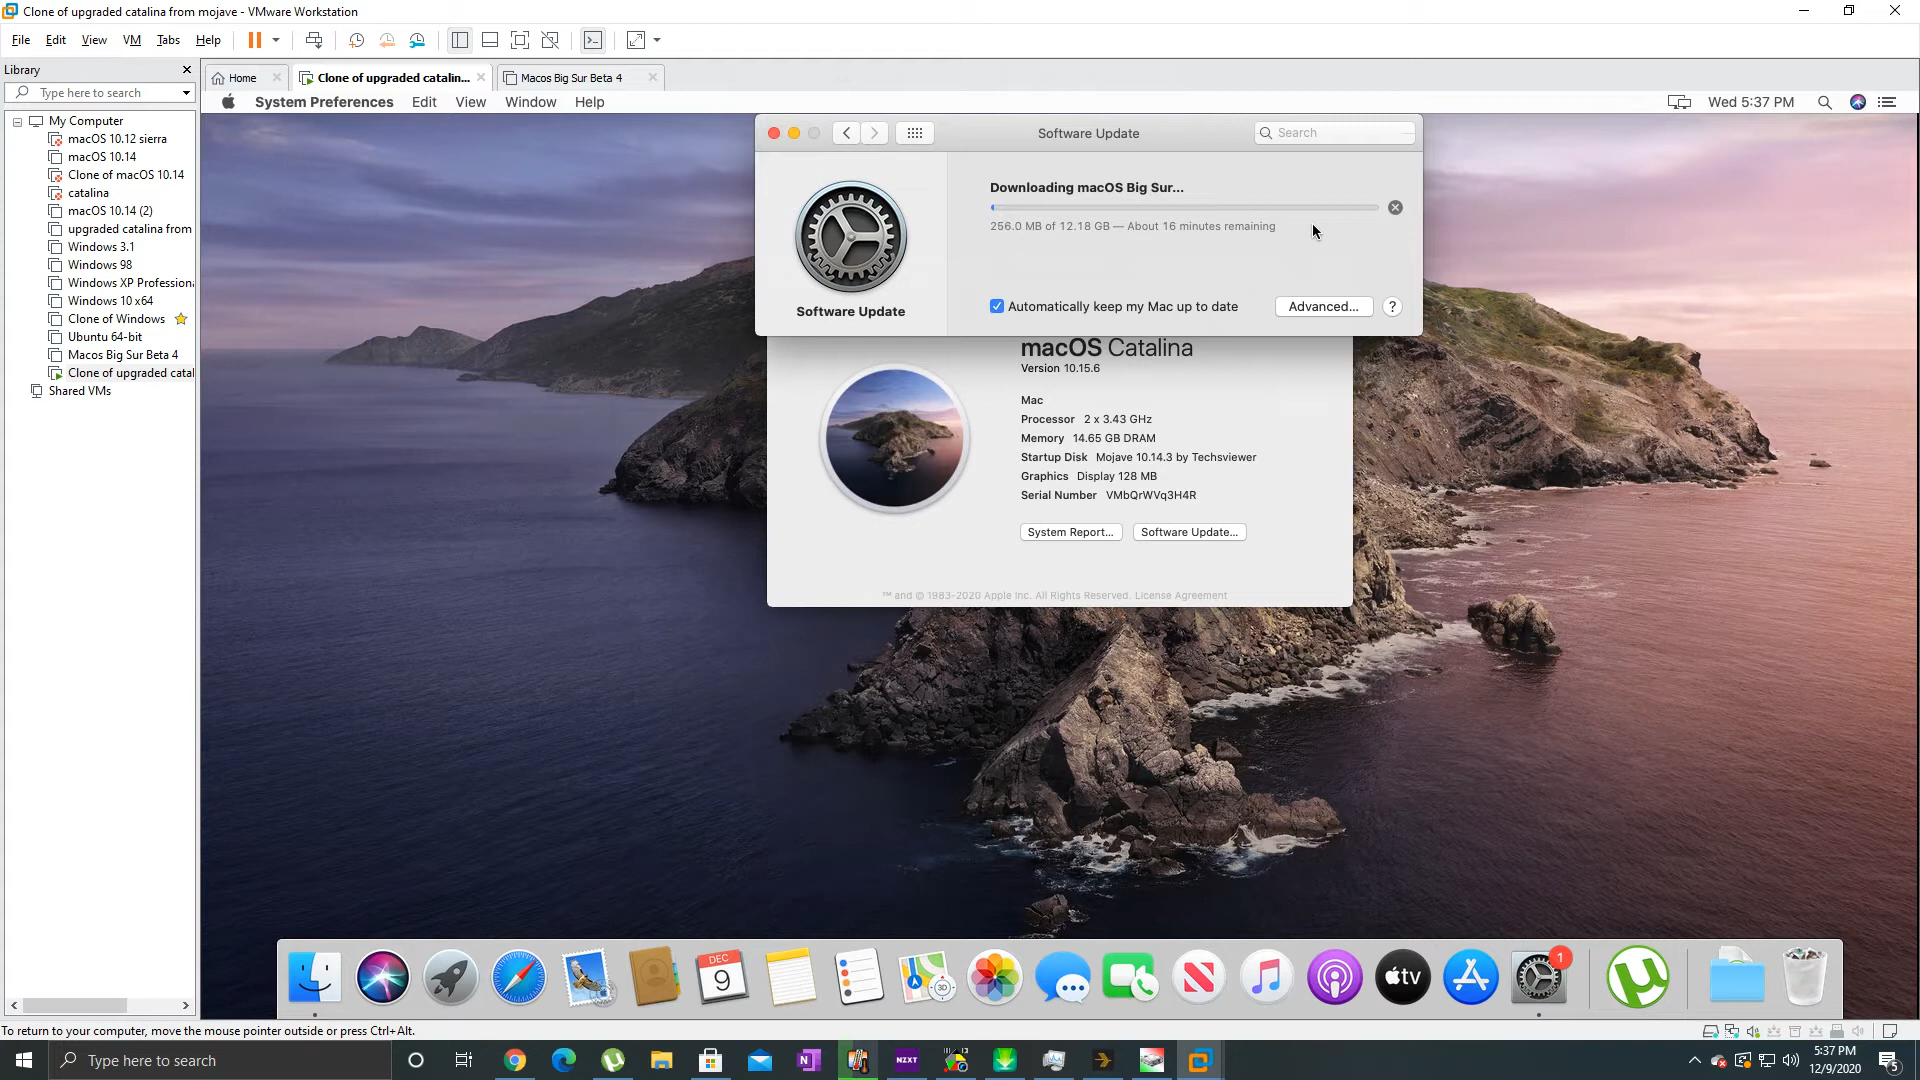 Clone of upgraded catalina from mojave - VMware Workstation
File Edit View VM Tabs Help
Library
Type here to search
Home
Clone of upgraded catalin...
Macos Big Sur Beta 4
My Computer
macOS 10.12 sierra
macOS 10.14
Clone of macOS 10.14
catalina
macOS 10.14 (2)
upgraded catalina from
Windows 3.1
Windows 98
Windows XP Profession
Windows 10 x64
Clone of Windows
Ubuntu 64-bit
Macos Big Sur Beta 4
Clone of upgraded catal
Shared VMs
System Preferences Edit View Window Help
Wed 5:37 PM
Software Update
Search
Downloading macOS Big Sur...
256.0 MB of 12.18 GB — About 16 minutes remaining
Software Update
Automatically keep my Mac up to date
Advanced...
?
macOS Catalina
Version 10.15.6
Mac
Processor 2 x 3.43 GHz
Memory 14.65 GB DRAM
Startup Disk Mojave 10.14.3 by Techsviewer
Graphics Display 128 MB
Serial Number VMbQrWVq3H4R
System Report...
Software Update...
™ and © 1983-2020 Apple Inc. All Rights Reserved. License Agreement
DEC
9
3D
tv
1
To return to your computer, move the mouse pointer outside or press Ctrl+Alt.
Type here to search
NZXT
5:37 PM
12/9/2020
5